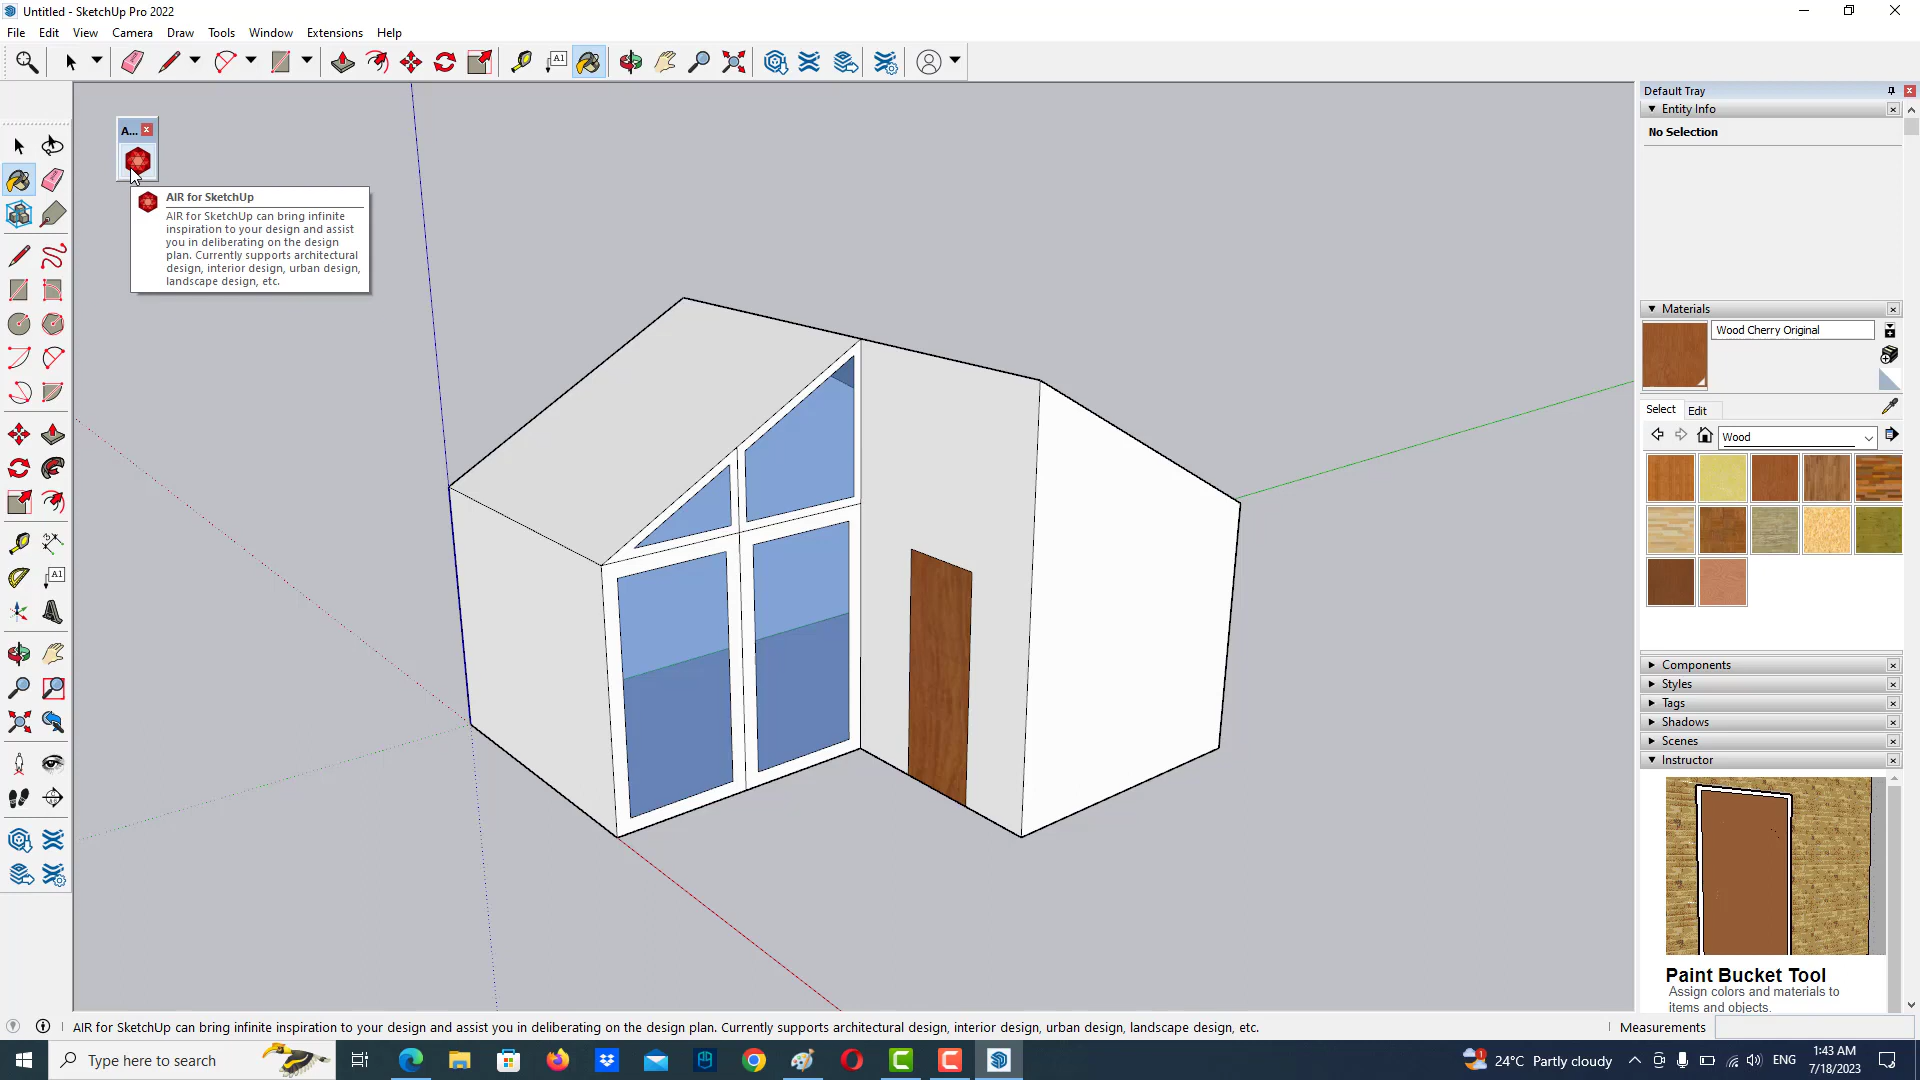 Untitled - SketchUp Pro 2022
File Edit View Camera Draw Tools Window Extensions Help
A1
Default Tray
Entity Info
No Selection
A...
AIR for SketchUp
AIR for SketchUp can bring infinite
inspiration to your design and assist
you in deliberating on the design
plan. Currently supports architectural
design, interior design, urban design,
landscape design, etc.
Materials
Wood Cherry Original
Select Edit
Wood
A1
Components
Styles
Tags
Shadows
Scenes
Instructor
Paint Bucket Tool
Assign colors and materials to
items and objects.
AIR for SketchUp can bring infinite inspiration to your design and assist you in deliberating on the design plan. Currently supports architectural design, interior design, urban design, landscape design, etc.
Measurements
Type here to search
1
24°C Partly cloudy
ENG
1:43 AM
7/18/2023